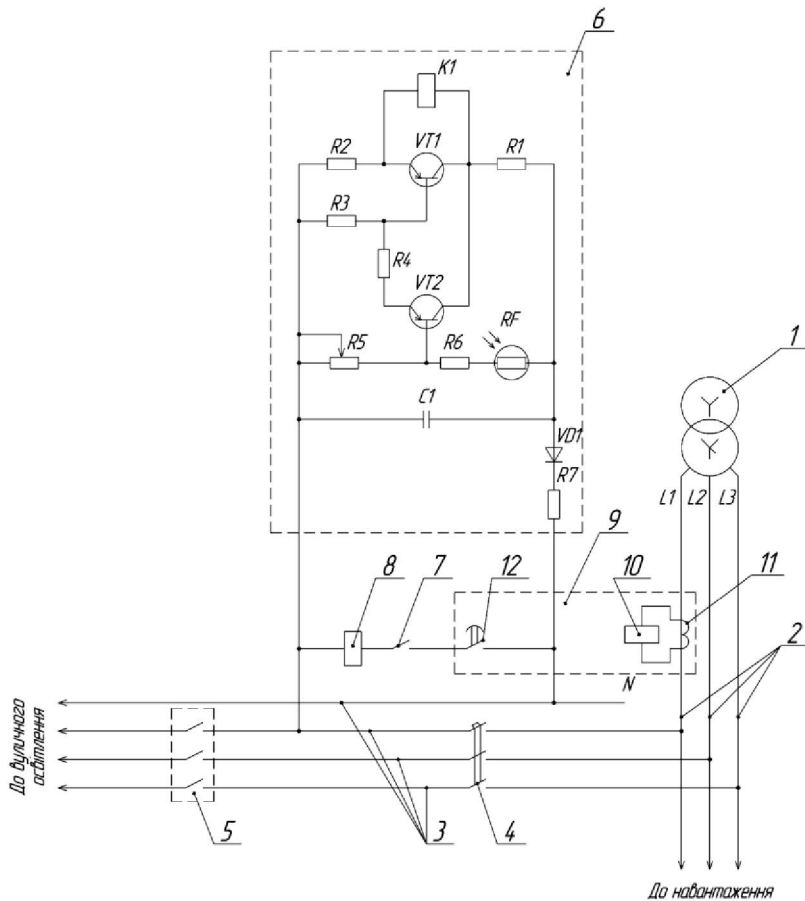 6
K1
R2
VT1
R1
R3
R4
VT2
RF
R5
R6
C1
1
VD1
R7
L1
L2
L3
9
8
7
12
10
11
2
N
До вуличного
освітлення
5
3
4
До навантаження